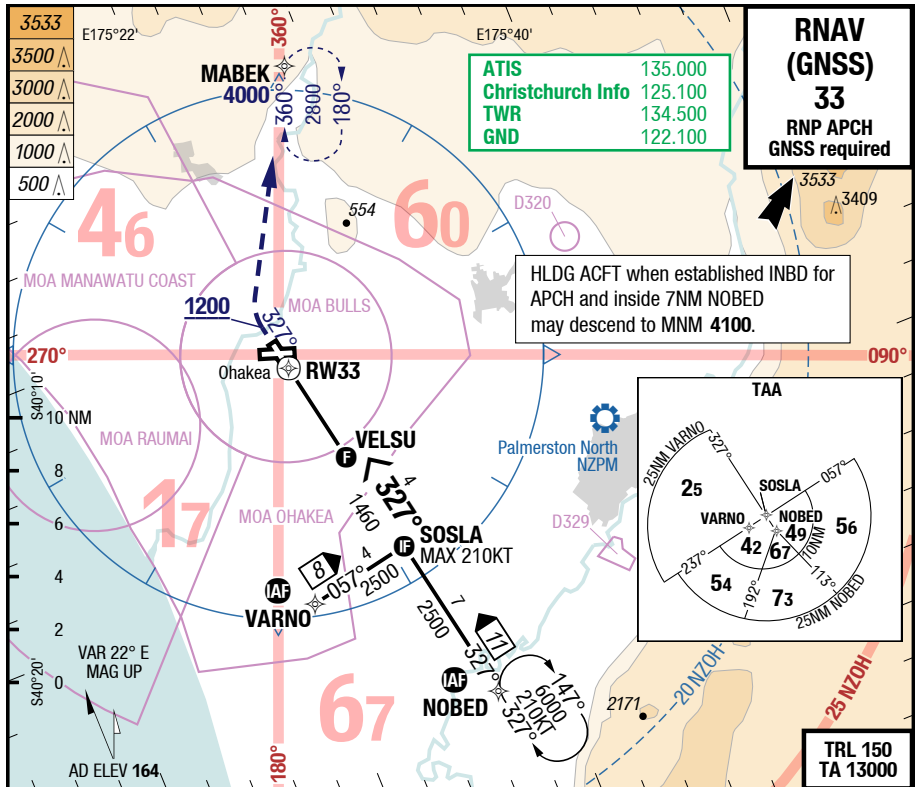 3533
3500
3000
2000
1000
500
E175°22'
360°
E175°40'
RNAV
(GNSS)
33
RNP APCH
GNSS required
ATIS 135.000
Christchurch Info 125.100
TWR 134.500
GND 122.100
MABEK
4000
360°
2800
180°
3533
3409
554
46
60
D320
MOA MANAWATU COAST
MOA BULLS
HLDG ACFT when established INBD for
APCH and inside 7NM NOBED
may descend to MNM 4100.
1200
327°
270°
090°
Ohakea
RW33
S40°10'
10 NM
8
6
4
2
0
S40°20'
MOA RAUMAI
VELSU
F
Palmerston North
NZPM
TAA
25NM VARNO
327°
057°
SOSLA
25
VARNO
NOBED
49
56
42
67
10NM
237°
113°
54
192°
73
25NM NOBED
17
MOA OHAKEA
327°
4
1460
SOSLA
IF
MAX 210KT
D329
8
057°
4
2500
IAF
VARNO
7
2500
11
327°
IAF
NOBED
147°
6000
210KT
327°
67
2171
20 NZOH
25 NZOH
VAR 22° E
MAG UP
AD ELEV 164
180°
TRL 150
TA 13000